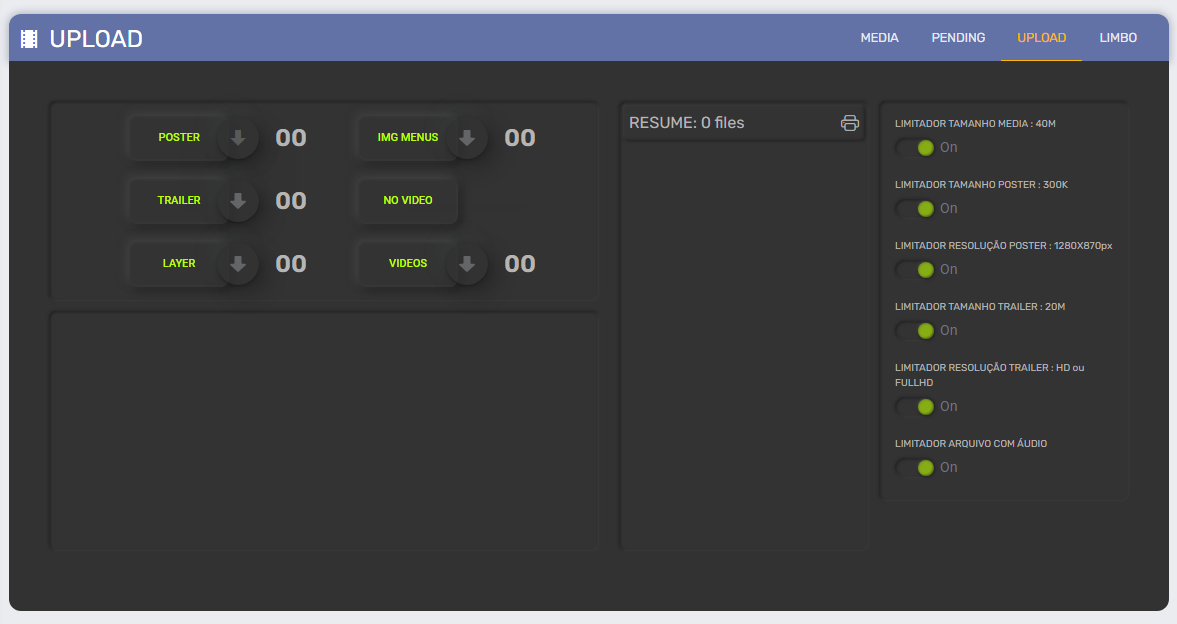 UPLOAD
MEDIA PENDING UPLOAD LIMBO
POSTER 00 IMG MENUS 00
TRAILER 00 NO VIDEO
LAYER 00 VIDEOS 00
RESUME: 0 files
LIMITADOR TAMANHO MEDIA : 40M
On
LIMITADOR TAMANHO POSTER : 300K
On
LIMITADOR RESOLUÇÃO POSTER : 1280X870px
On
LIMITADOR TAMANHO TRAILER : 20M
On
LIMITADOR RESOLUÇÃO TRAILER : HD ou
FULLHD
On
LIMITADOR ARQUIVO COM ÁUDIO
On